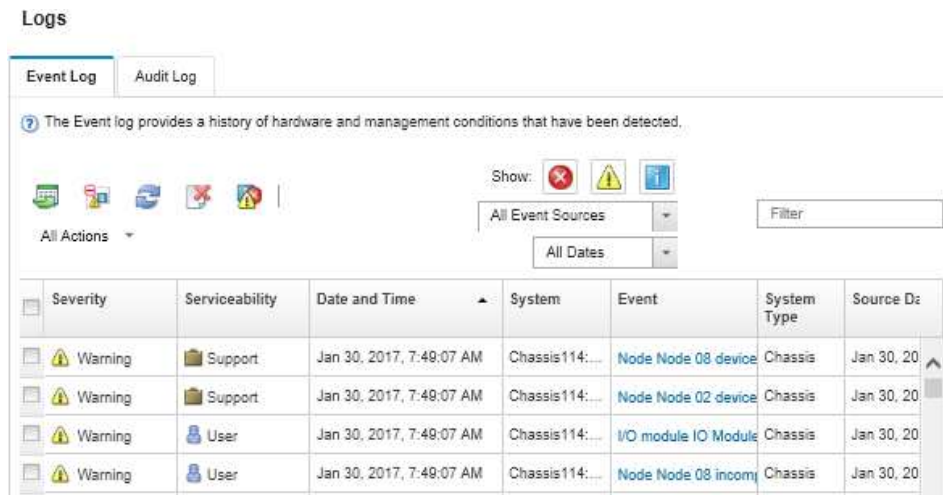 Logs
Event Log Audit Log
The Event log provides a history of hardware and management conditions that have been detected.
Show:
All Event Sources
Filter
All Actions
All Dates
Severity Serviceability Date and Time System Event System Type Source Da
Warning Support Jan 30, 2017, 7:49:07 AM Chassis114:... Node Node 08 device Chassis Jan 30, 20
Warning Support Jan 30, 2017, 7:49:07 AM Chassis114:... Node Node 02 device Chassis Jan 30, 20
Warning User Jan 30, 2017, 7:49:07 AM Chassis114:... I/O module IO Module Chassis Jan 30, 20
Warning User Jan 30, 2017, 7:49:07 AM Chassis114:... Node Node 08 incom Chassis Jan 30, 20